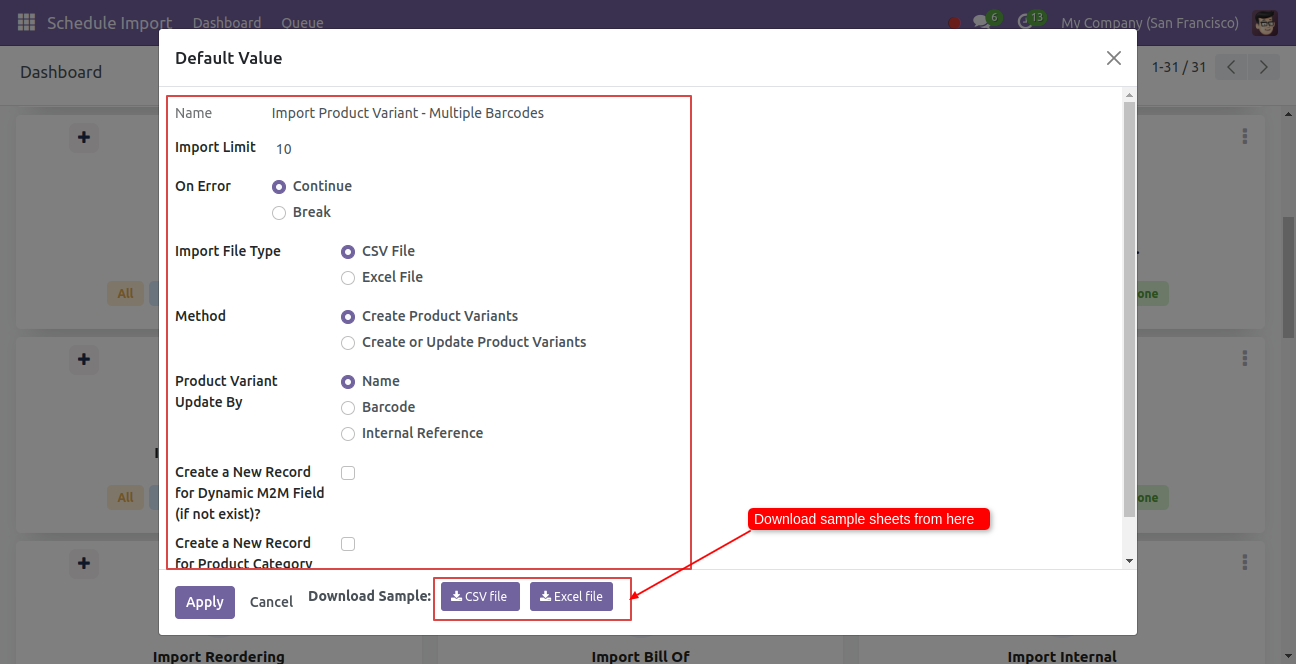 Schedule Import Dashboard Queue 6 13 My Company (San Francisco)
Dashboard
1-31 / 31
Default Value
Name Import Product Variant - Multiple Barcodes
Import Limit 10
On Error Continue
Break
Import File Type CSV File
Excel File
Method Create Product Variants
Create or Update Product Variants
Product Variant
Update By
Name
Barcode
Internal Reference
Create a New Record
for Dynamic M2M Field
(if not exist)?
Create a New Record
for Product Category
All
All
Download sample sheets from here
Apply Cancel Download Sample: CSV file Excel file
Import Reordering Import Bill Of Import Internal